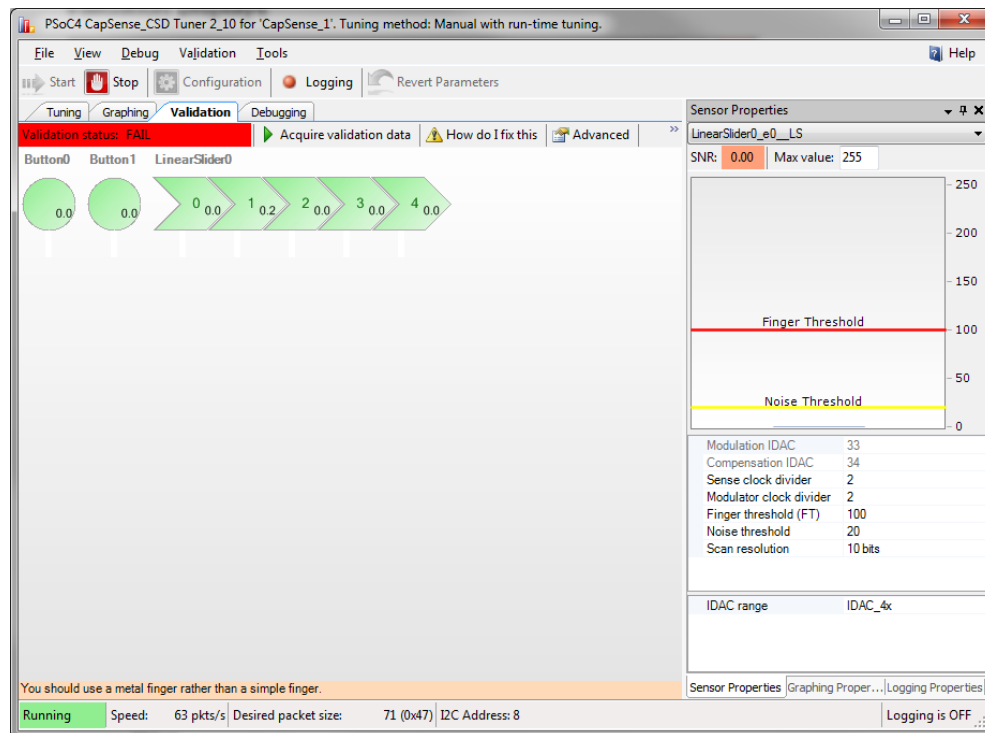 PSoC4 CapSense_CSD Tuner 2_10 for 'CapSense_1'. Tuning method: Manual with run-time tuning.
File View Debug Validation Tools Help
Start Stop Configuration Logging Revert Parameters
Tuning Graphing Validation Debugging
Validation status: FAIL Acquire validation data How do I fix this Advanced »
Button0 Button1 LinearSlider0
0.0 0.0 0 0.0 1 0.2 2 0.0 3 0.0 4 0.0
Sensor Properties
LinearSlider0_e0__LS
SNR: 0.00 Max value: 255
250
200
150
Finger Threshold
100
50
Noise Threshold
0
Modulation IDAC 33
Compensation IDAC 34
Sense clock divider 2
Modulator clock divider 2
Finger threshold (FT) 100
Noise threshold 20
Scan resolution 10 bits
IDAC range IDAC_4x
You should use a metal finger rather than a simple finger.
Sensor Properties Graphing Proper... Logging Properties
Running Speed: 63 pkts/s Desired packet size: 71 (0x47) I2C Address: 8 Logging is OFF